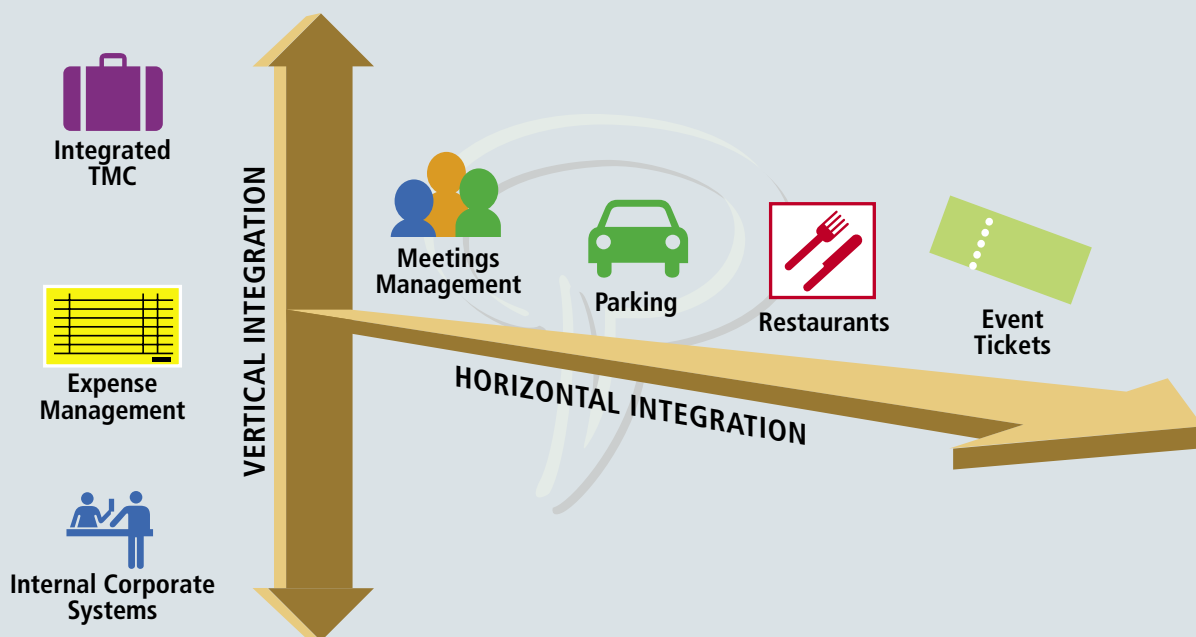 Integrated
TMC
Expense
Management
Internal Corporate
Systems
VERTICAL INTEGRATION
Meetings
Management
Parking
Restaurants
Event
Tickets
HORIZONTAL INTEGRATION